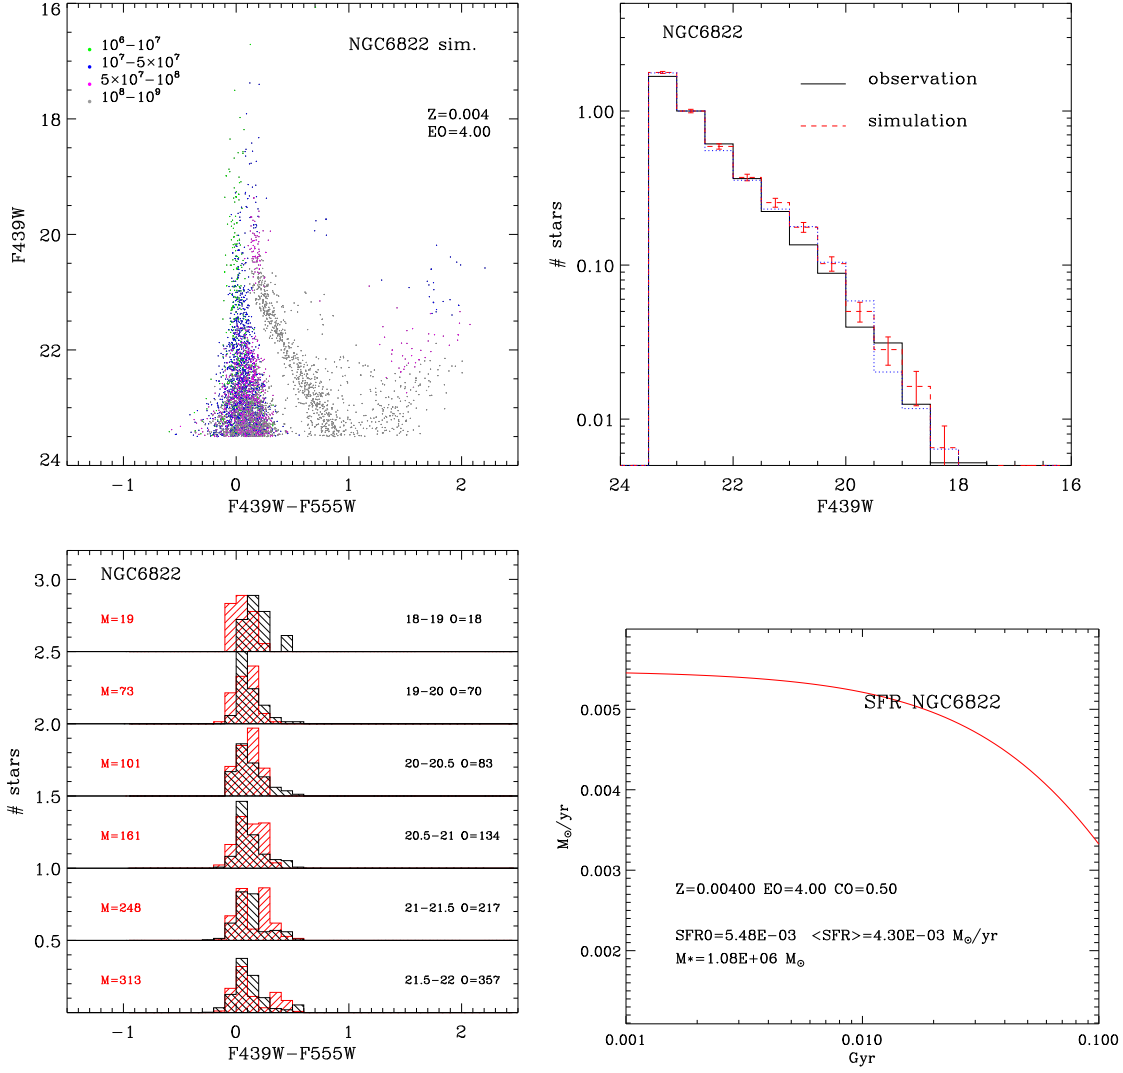 NGC6822 sim.
10⁶−10⁷
10⁷−5×10⁷
5×10⁷−10⁸
10⁸−10⁹
Z=0.004
EO=4.00
16
18
20
22
24
F439W
−1 0 1 2
F439W−F555W
NGC6822
observation
simulation
1.00
0.10
0.01
# stars
24 22 20 18 16
F439W
NGC6822
3.0
2.5
2.0
1.5
1.0
0.5
# stars
M=19 18−19 O=18
M=73 19−20 O=70
M=101 20−20.5 O=83
M=161 20.5−21 O=134
M=248 21−21.5 O=217
M=313 21.5−22 O=357
−1 0 1 2
F439W−F555W
SFR NGC6822
0.005
0.004
0.003
0.002
M⊙/yr
Z=0.00400 EO=4.00 CO=0.50
SFR0=5.48E−03 <SFR>=4.30E−03 M⊙/yr
M*=1.08E+06 M⊙
0.001 0.010 0.100
Gyr